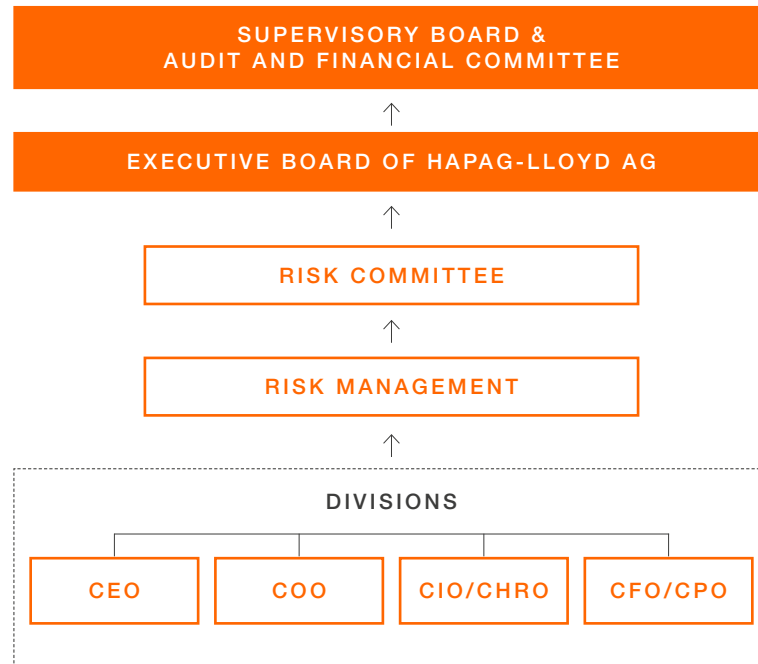 SUPERVISORY BOARD &
AUDIT AND FINANCIAL COMMITTEE
EXECUTIVE BOARD OF HAPAG-LLOYD AG
RISK COMMITTEE
RISK MANAGEMENT
DIVISIONS
CEO
COO
CIO/CHRO
CFO/CPO